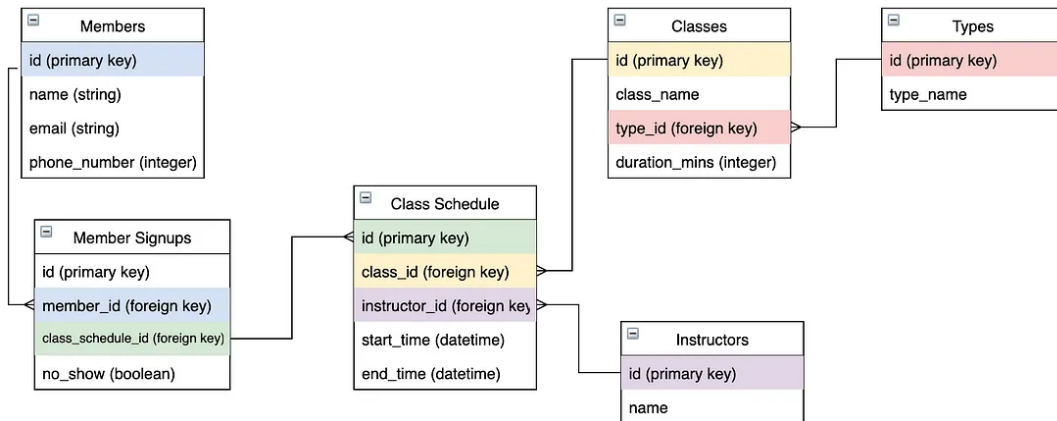 Members
id (primary key)
name (string)
email (string)
phone_number (integer)
Member Signups
id (primary key)
member_id (foreign key)
class_schedule_id (foreign key)
no_show (boolean)
Class Schedule
id (primary key)
class_id (foreign key)
instructor_id (foreign key
start_time (datetime)
end_time (datetime)
Classes
id (primary key)
class_name
type_id (foreign key)
duration_mins (integer)
Types
id (primary key)
type_name
Instructors
id (primary key)
name